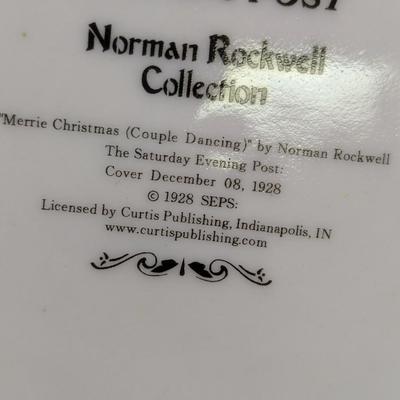 POST
Norman Rockwell
Collection
"Merrie Christmas (Couple Dancing)" by Norman Rockwell
The Saturday Evening Post:
Cover December 08, 1928
© 1928 SEPS:
Licensed by Curtis Publishing, Indianapolis, IN
www.curtispublishing.com